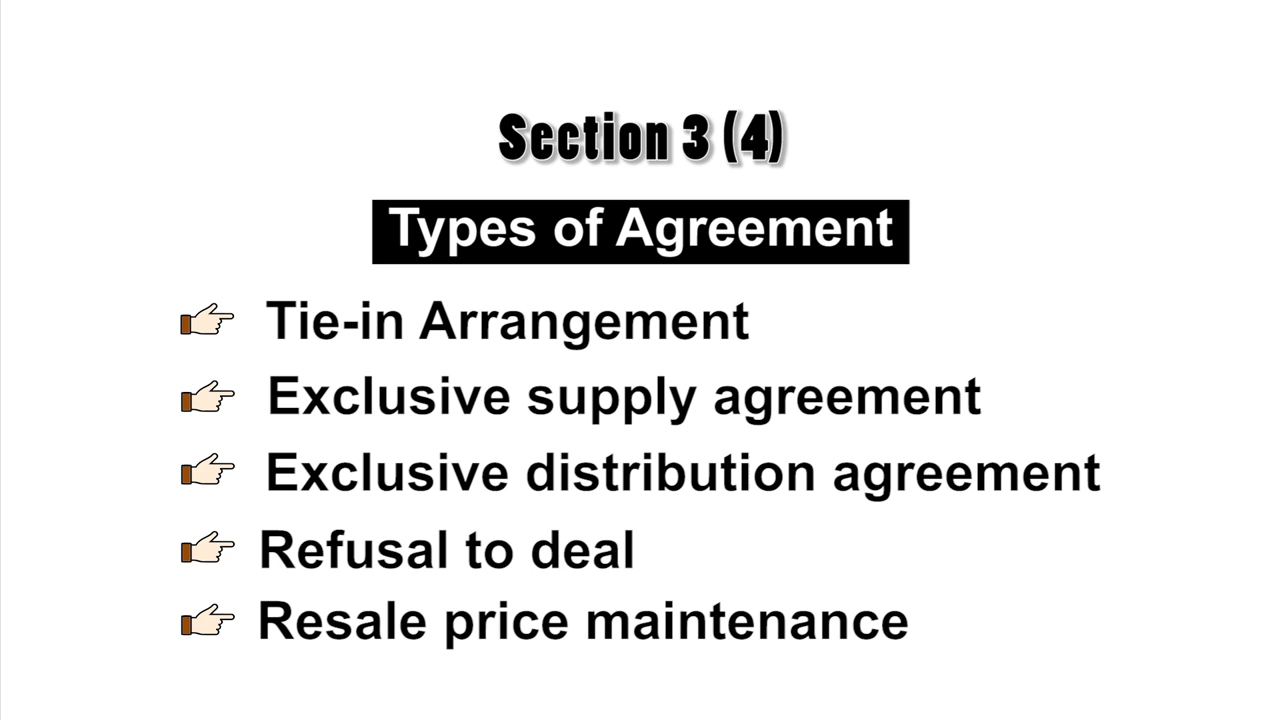 Section 3 (4)
Types of Agreement
Tie-in Arrangement
Exclusive supply agreement
Exclusive distribution agreement
Refusal to deal
Resale price maintenance